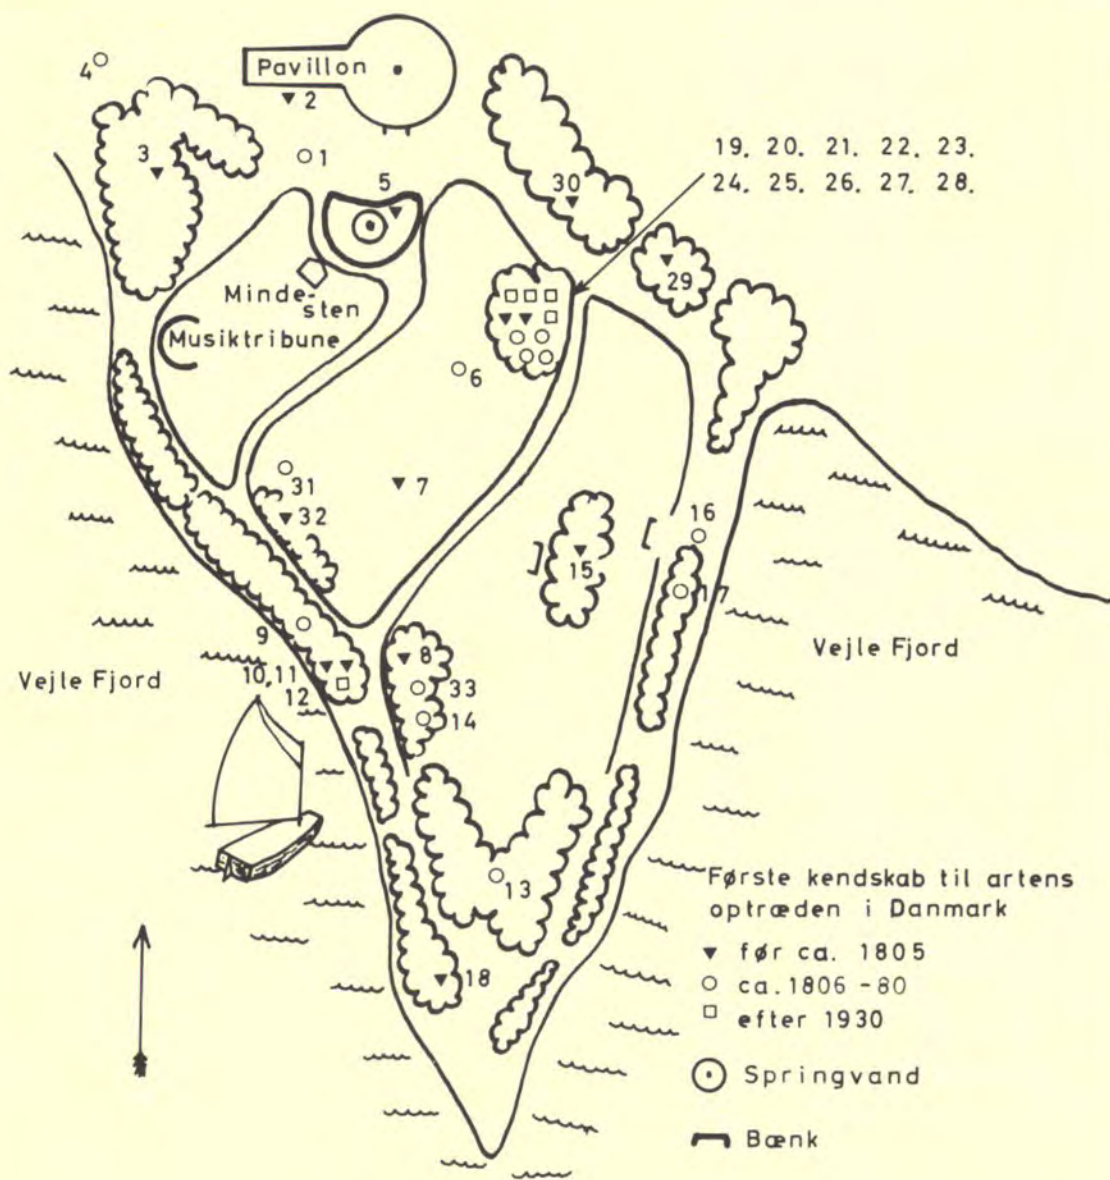 Pavillon
4
2
3
1
19. 20. 21. 22. 23.
24. 25. 26. 27. 28.
5
30
29
Minde-
sten
Musiktribune
6
31
7
32
16
15
17
9
8
Vejle Fjord
10,11
33
Vejle Fjord
12
14
13
18
Første kendskab til artens
optræden i Danmark
før ca. 1805
ca. 1806 - 80
efter 1930
Springvand
Bænk